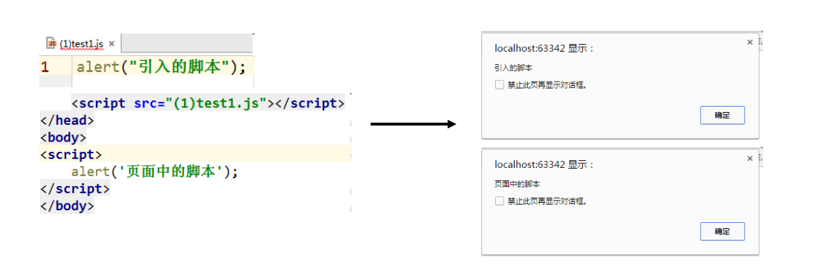 (1)test1.js ×
1 alert("引入的脚本");
<script src="(1)test1.js"></script>
</head>
<body>
<script>
alert('页面中的脚本');
</script>
</body>
localhost:63342 显示：
×
引入的脚本
禁止此页再显示对话框。
确定
localhost:63342 显示：
×
页面中的脚本
禁止此页再显示对话框。
确定